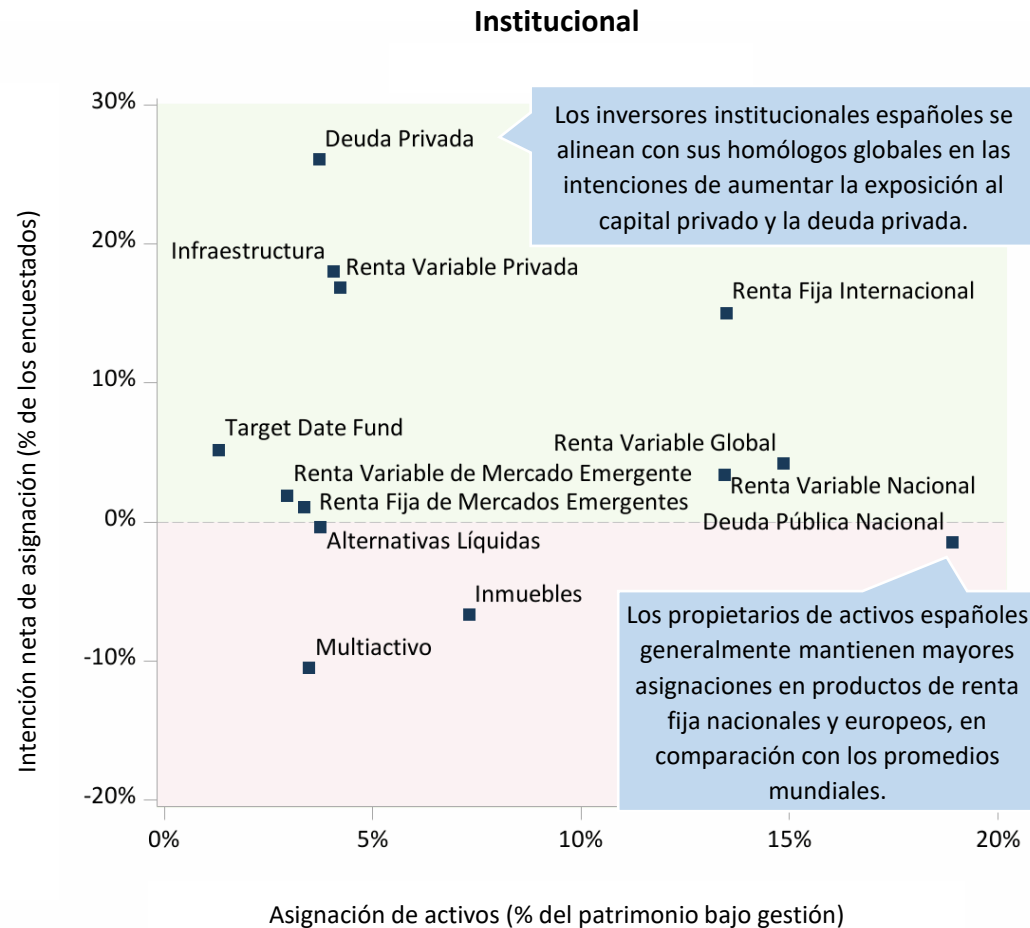 Institucional
Intención neta de asignación (% de los encuestados)
30%
20%
10%
0%
-10%
-20%
Deuda Privada
Los inversores institucionales españoles se
alinean con sus homólogos globales en las
intenciones de aumentar la exposición al
capital privado y la deuda privada.
Infraestructura
Renta Variable Privada
Renta Fija Internacional
Target Date Fund
Renta Variable Global
Renta Variable de Mercado Emergente
Renta Variable Nacional
Renta Fija de Mercados Emergentes
Deuda Pública Nacional
Alternativas Líquidas
Inmuebles
Multiactivo
Los propietarios de activos españoles
generalmente mantienen mayores
asignaciones en productos de renta
fija nacionales y europeos, en
comparación con los promedios
mundiales.
0%
5%
10%
15%
20%
Asignación de activos (% del patrimonio bajo gestión)